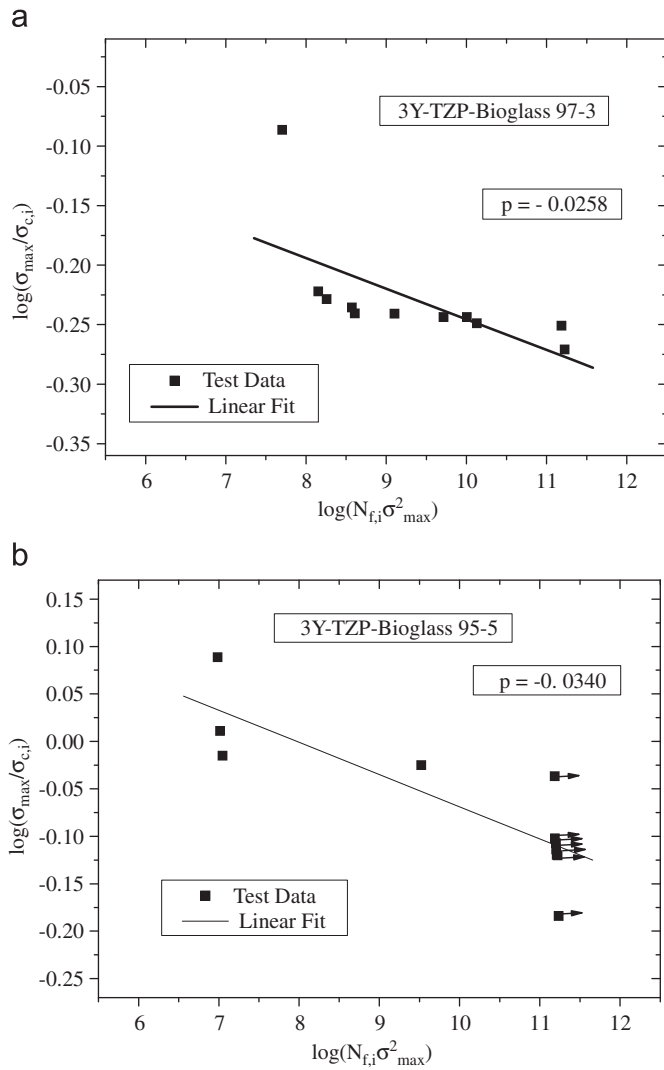 a
-0.05
-0.10
-0.15
-0.20
-0.25
-0.30
-0.35
log(σmax/σc,i)
3Y-TZP-Bioglass 97-3
p = - 0.0258
Test Data
Linear Fit
6 7 8 9 10 11 12
log(Nf,iσ²max)
b
0.15
0.10
0.05
0.00
-0.05
-0.10
-0.15
-0.20
-0.25
log(σmax/σc,i)
3Y-TZP-Bioglass 95-5
p = -0. 0340
Test Data
Linear Fit
6 7 8 9 10 11 12
log(Nf,iσ²max)